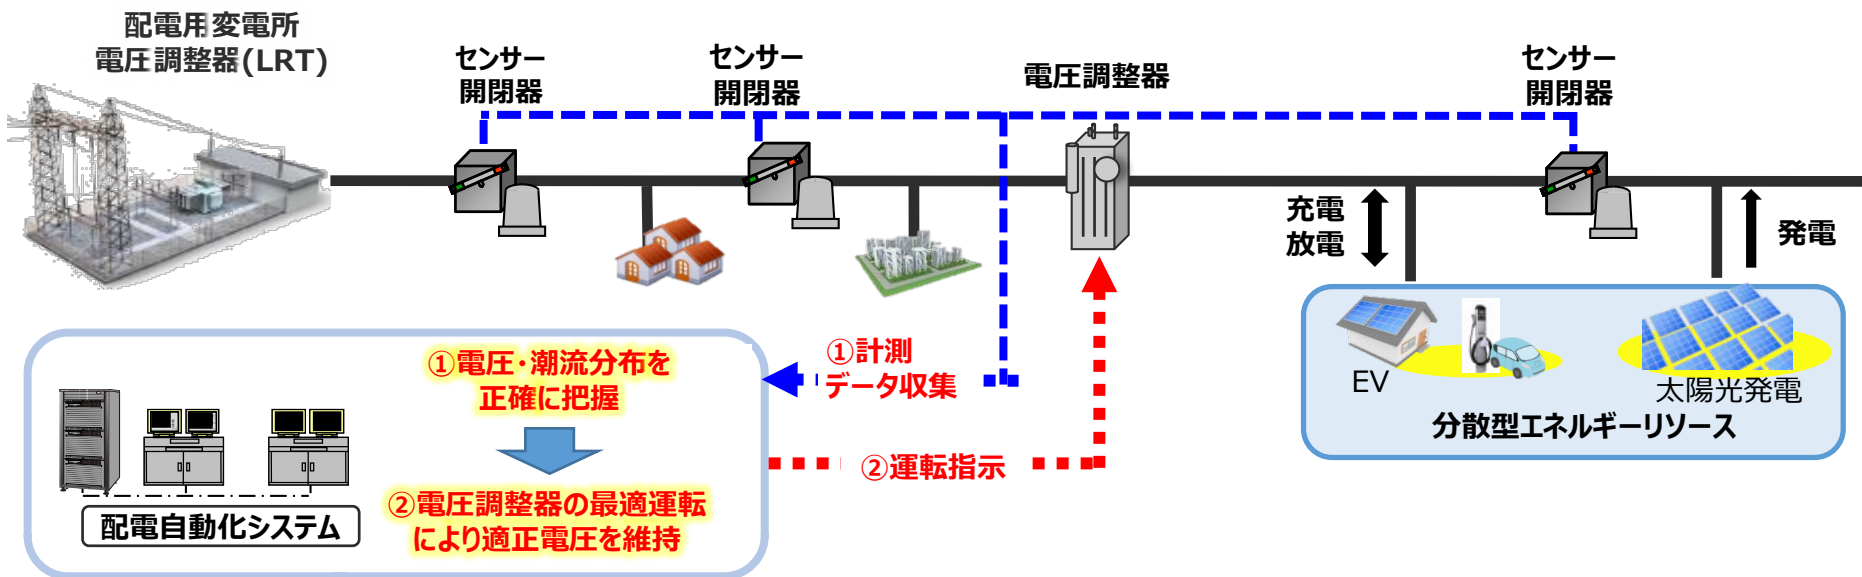 配電用変電所
電圧調整器(LRT)
センサー
開閉器
センサー
開閉器
電圧調整器
センサー
開閉器
充電
放電
発電
①電圧・潮流分布を
正確に把握
②電圧調整器の最適運転
により適正電圧を維持
配電自動化システム
①計測
データ収集
②運転指示
EV
太陽光発電
分散型エネルギーリソース